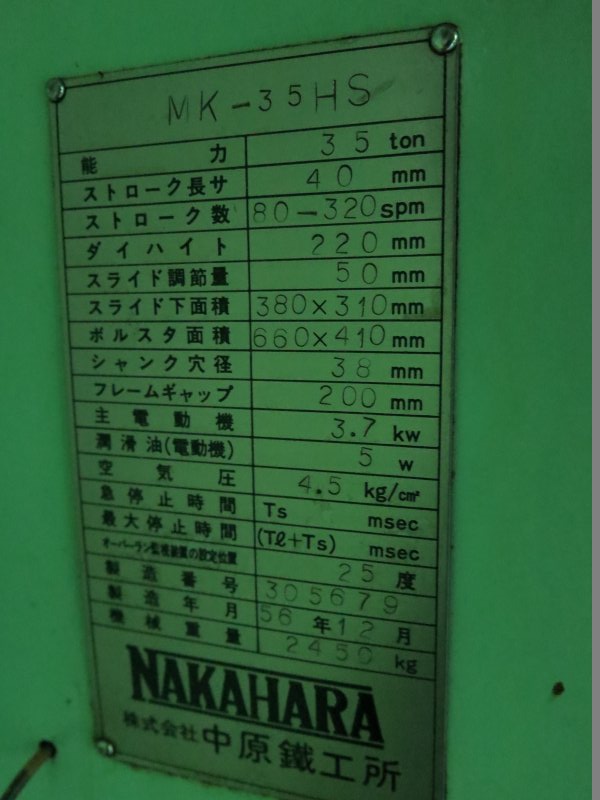 MK-35HS
能力 35 ton
ストローク長サ 40 mm
ストローク数 80-320 spm
ダイハイト 220 mm
スライド調節量 50 mm
スライド下面積 380×310 mm
ボルスタ面積 660×410 mm
シャンク穴径 38 mm
フレームギャップ 200 mm
主電動機 3.7 kw
潤滑油(電動機) 5 w
空気圧 4.5 kg/cm²
急停止時間 Ts msec
最大停止時間 (Tℓ+Ts) msec
オーバーラン監視装置の設定位置 25 度
製造番号 305679
製造年月 56年12月
機械重量 2450 kg
NAKAHARA
株式会社 中原鐵工所